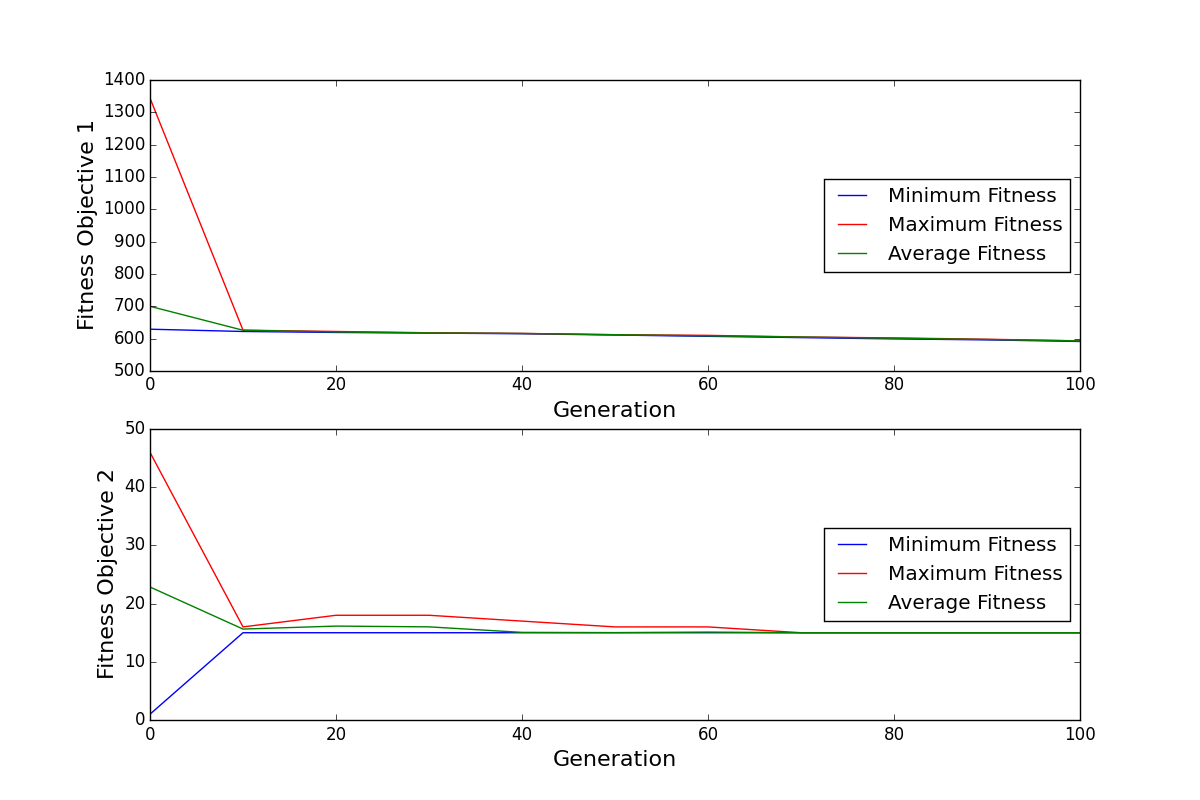 1400
1300
1200
1100
1000
900
800
700
600
500
Fitness Objective 1
Minimum Fitness
Maximum Fitness
Average Fitness
0 20 40 60 80 100
Generation
50
40
30
20
10
0
Fitness Objective 2
Minimum Fitness
Maximum Fitness
Average Fitness
0 20 40 60 80 100
Generation